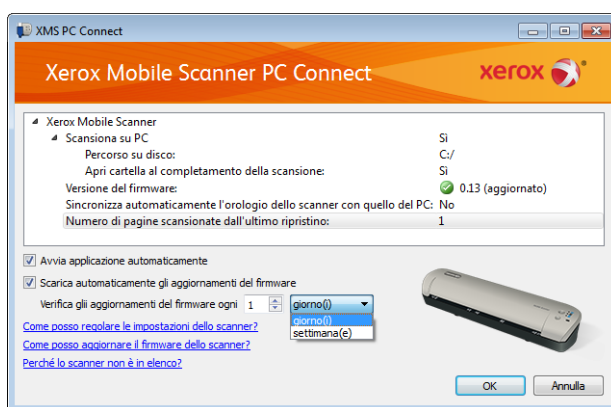 XMS PC Connect
Xerox Mobile Scanner PC Connect
xerox
Xerox Mobile Scanner
Scansiona su PC Sì
Percorso su disco: C:/
Apri cartella al completamento della scansione: Sì
Versione del firmware: 0.13 (aggiornato)
Sincronizza automaticamente l'orologio dello scanner con quello del PC: No
Numero di pagine scansionate dall'ultimo ripristino: 1
Avvia applicazione automaticamente
Scarica automaticamente gli aggiornamenti del firmware
Verifica glii aggiornamenti del firmware ogni 1 giorno(i)
giorno(i)
settimana(e)
Come posso regolare le impostazioni dello scanner?
Come posso aggiornare il firmware dello scanner?
Perché lo scanner non è in elenco?
OK Annulla